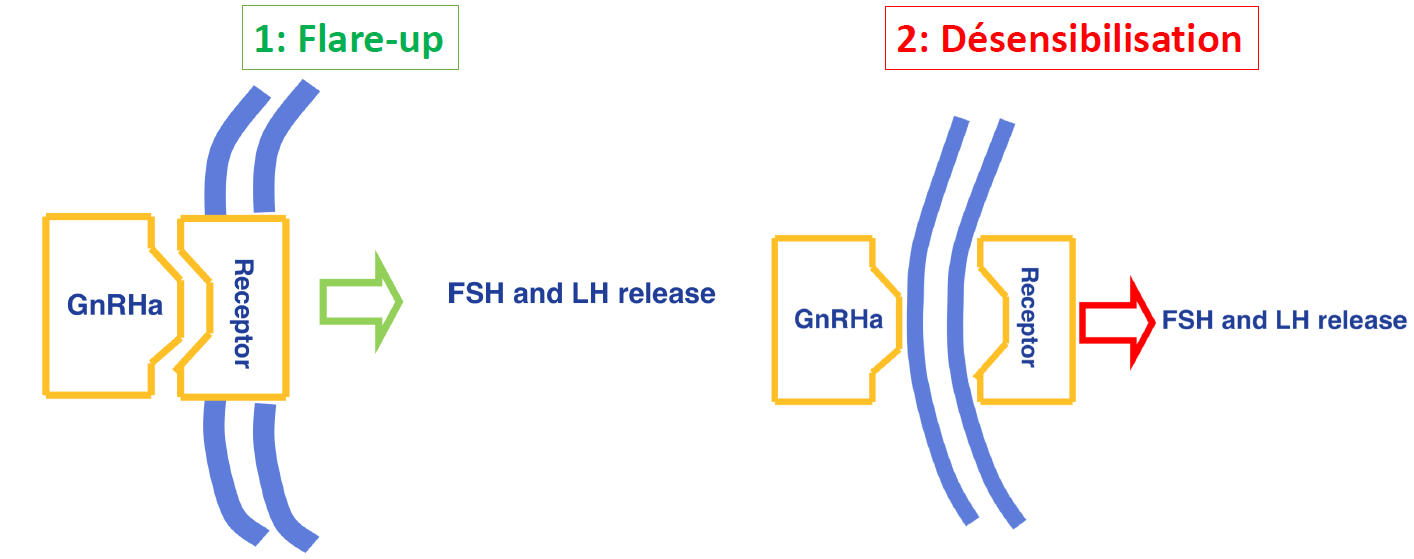 1: Flare-up
2: Désensibilisation
GnRHa
Receptor
FSH and LH release
GnRHa
Receptor
FSH and LH release